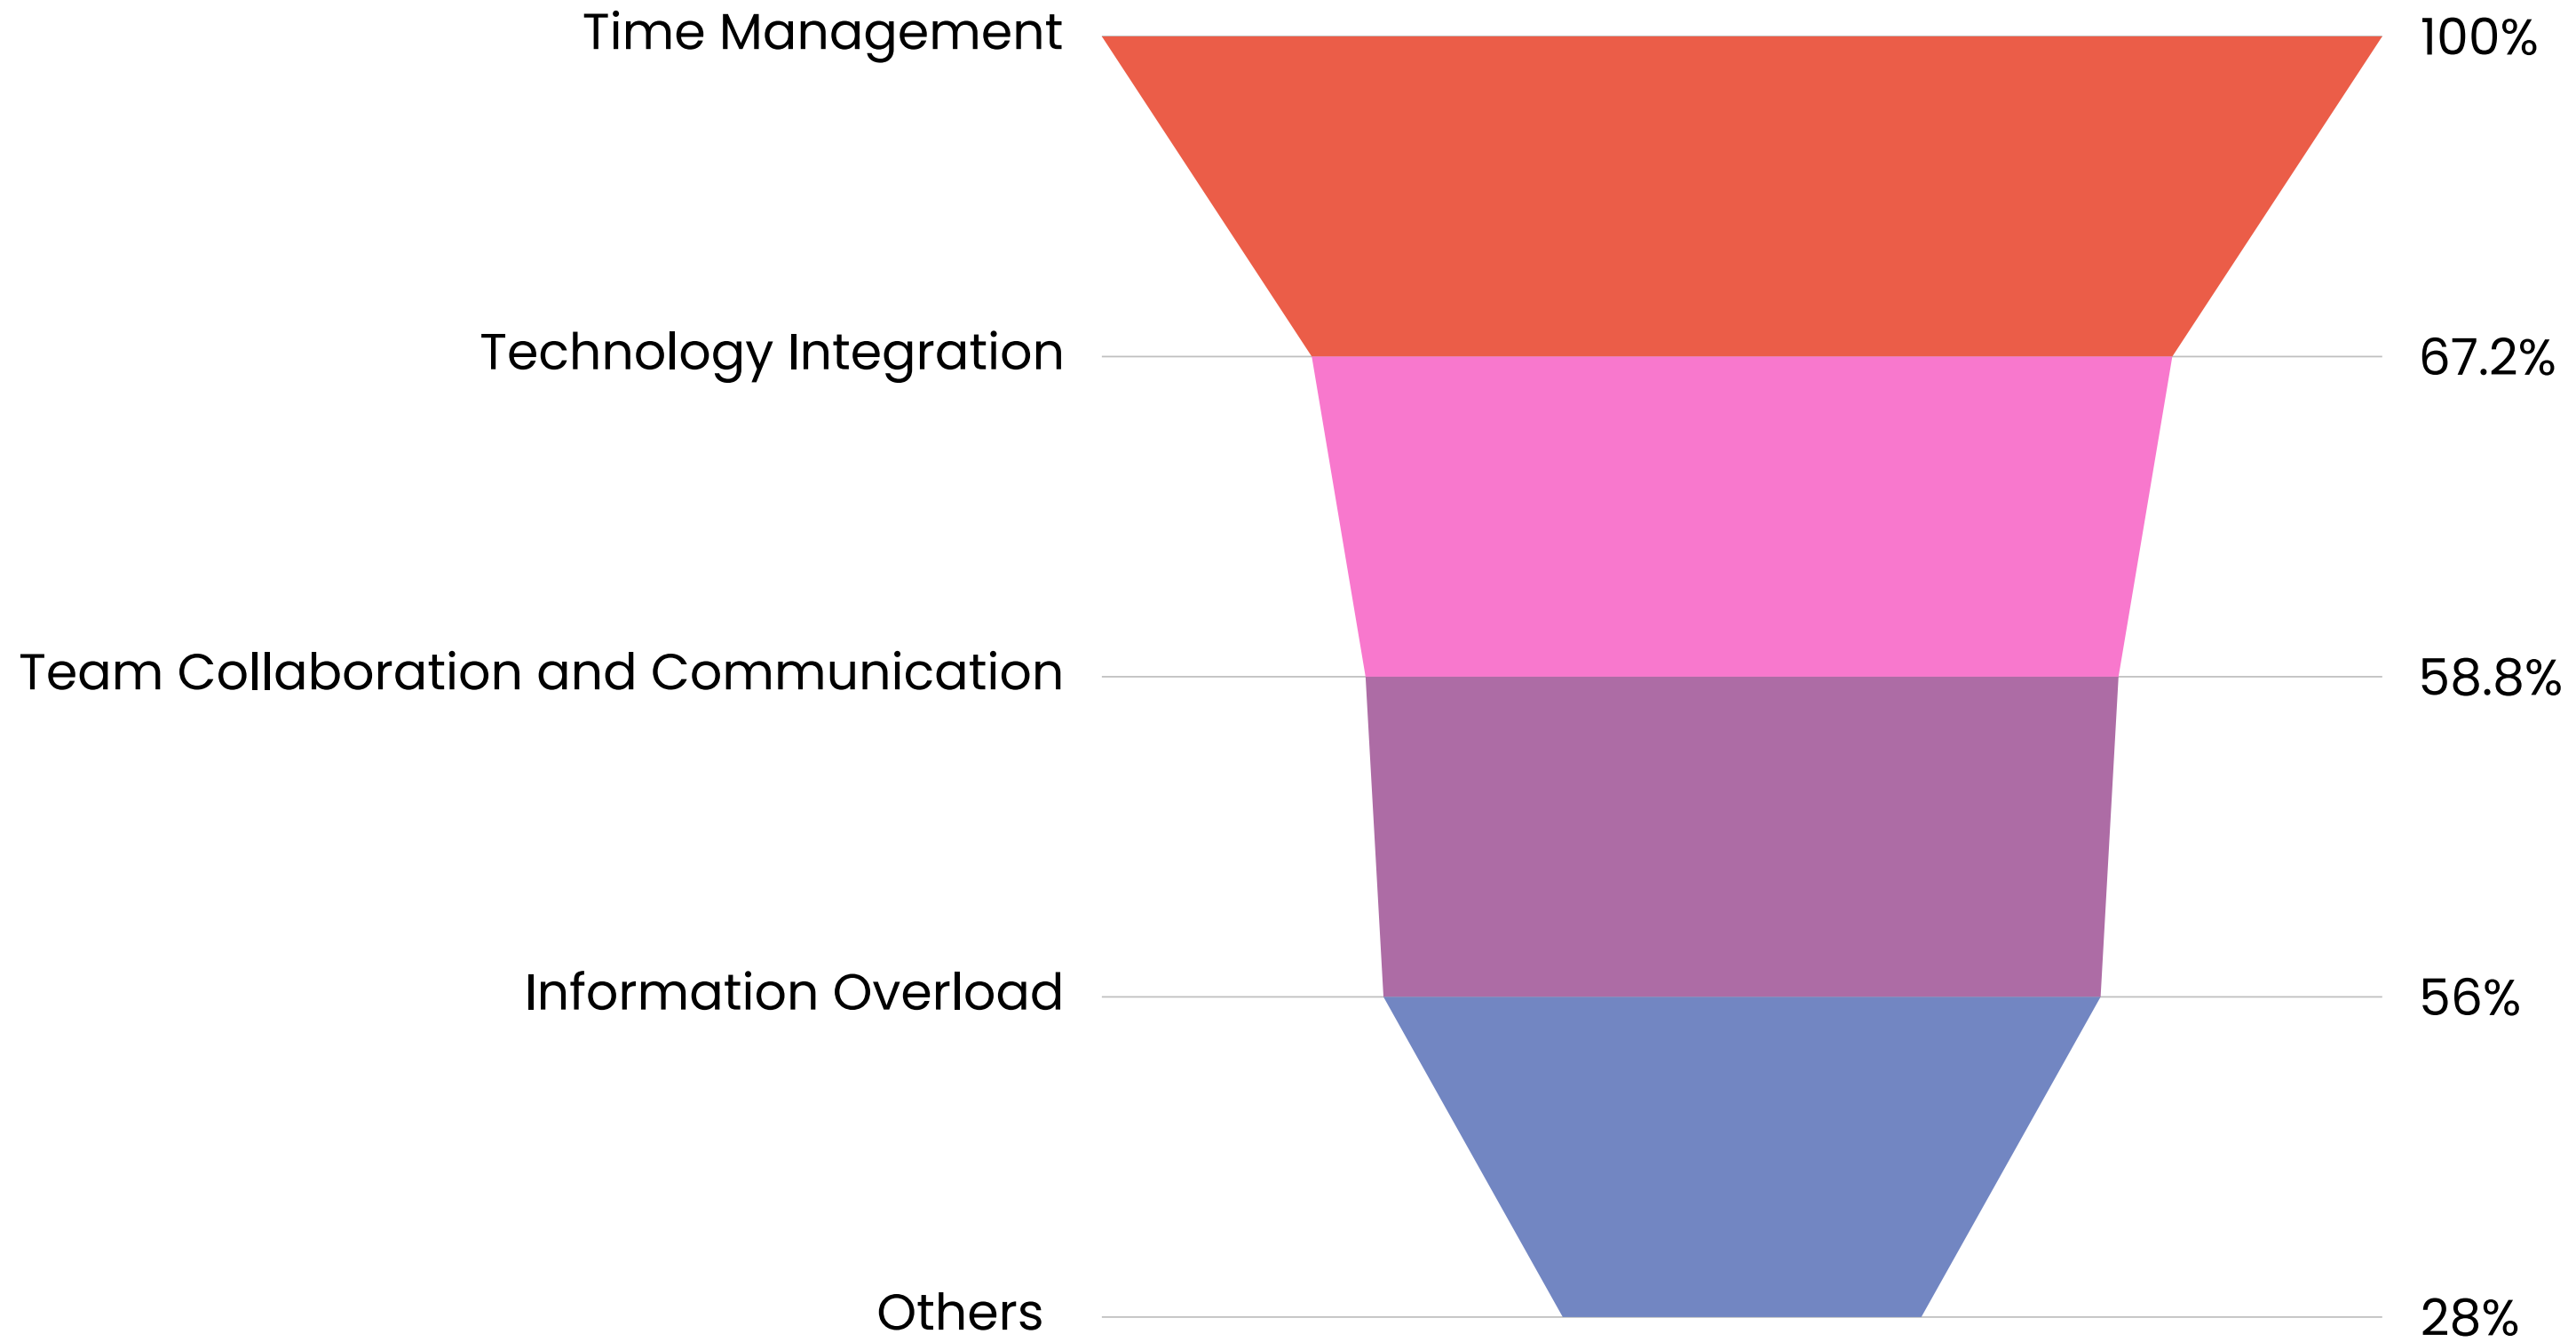 Time Management
100%
Technology Integration
67.2%
Team Collaboration and Communication
58.8%
Information Overload
56%
Others
28%